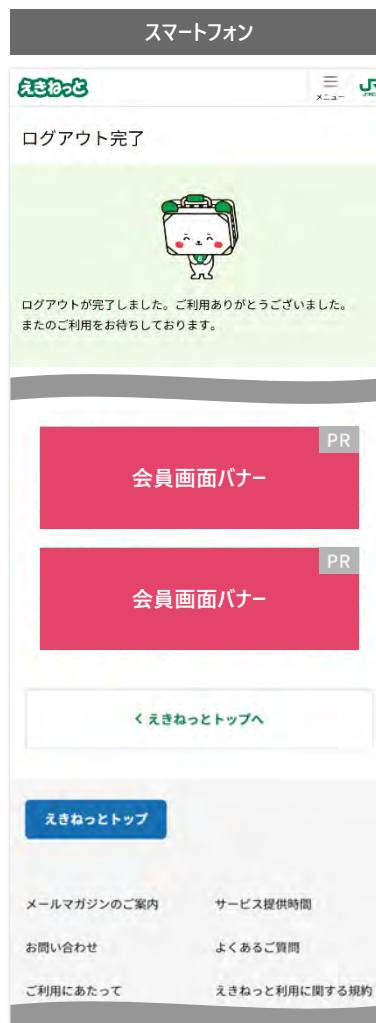 スマートフォン
えきねっと
メニュー
ログアウト完了
ログアウトが完了しました。ご利用ありがとうございました。
またのご利用をお待ちしております。
PR
会員画面バナー
PR
会員画面バナー
えきねっとトップへ
えきねっとトップ
メールマガジンのご案内
サービス提供時間
お問い合わせ
よくあるご質問
ご利用にあたって
えきねっと利用に関する規約